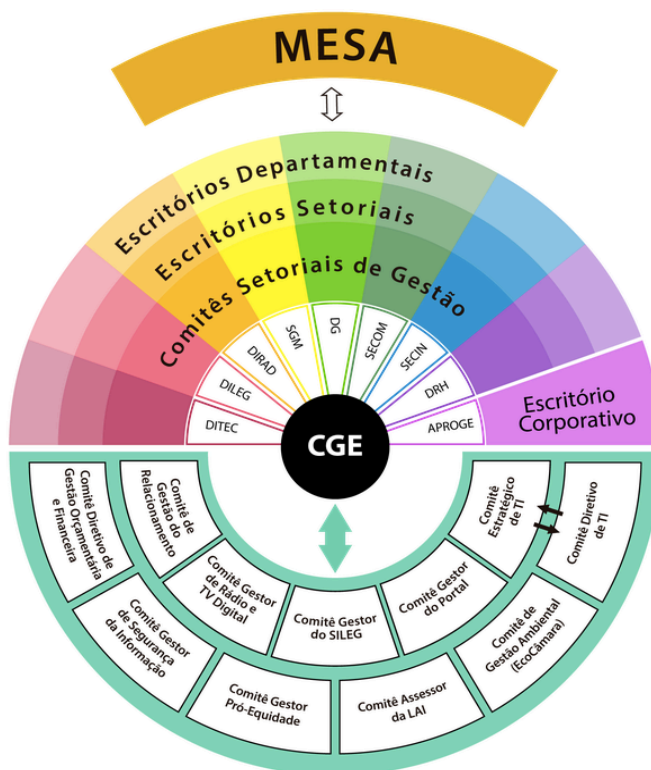 MESA
Escritórios Departamentais
Escritórios Setoriais
Comitês Setoriais de Gestão
DITEC
DILEG
DIRAD
SGM
DG
SECOM
SECIN
DRH
APROGE
Escritório
Corporativo
CGE
Comitê Diretivo de
Gestão Orçamentária
e Financeira
Comitê de
Gestão do
Relacionamento
Comitê Gestor
de Rádio e
TV Digital
Comitê Gestor
do SILEG
Comitê Gestor
do Portal
Comitê
Estratégico
de TI
Comitê Diretivo
de TI
Comitê Gestor
de Segurança
da Informação
Comitê Gestor
Pró-Equidade
Comitê Assessor
da LAI
Comitê de
Gestão Ambiental
(EcoCâmara)